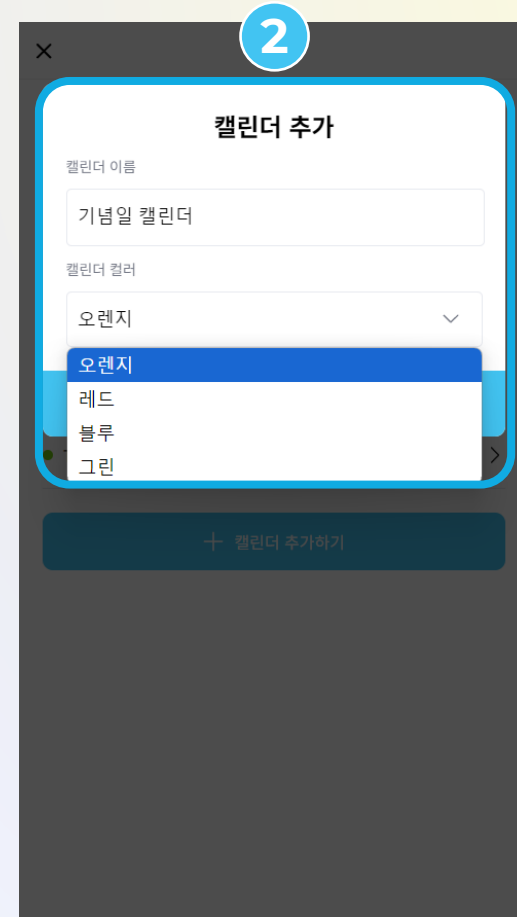 2
캘린더 추가
캘린더 이름
기념일 캘린더
캘린더 컬러
오렌지
오렌지
레드
블루
그린
캘린더 추가하기